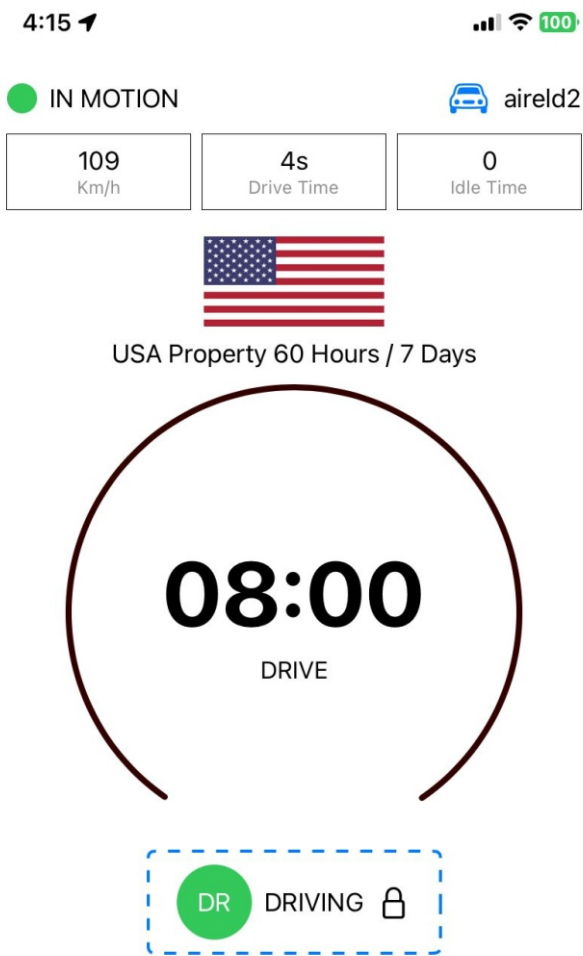 4:15
100
IN MOTION
aireld2
109
Km/h
4s
Drive Time
0
Idle Time
USA Property 60 Hours / 7 Days
08:00
DRIVE
DR
DRIVING